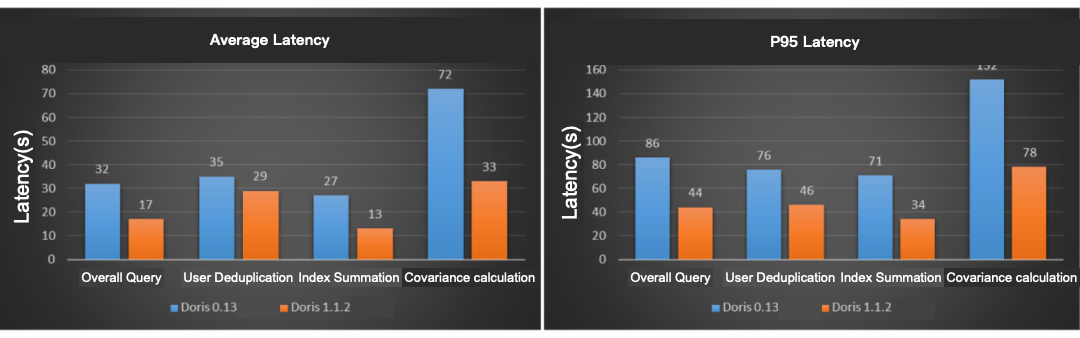 Average Latency
80
70
60
50
40
30
20
10
0
Latency(s)
32
17
35
29
27
13
72
33
Overall Query
User Deduplication
Index Summation
Covariance calculation
Doris 0.13
Doris 1.1.2
P95 Latency
160
140
120
100
80
60
40
20
0
Latency(s)
86
44
76
46
71
34
152
78
Overall Query
User Deduplication
Index Summation
Covariance calculation
Doris 0.13
Doris 1.1.2